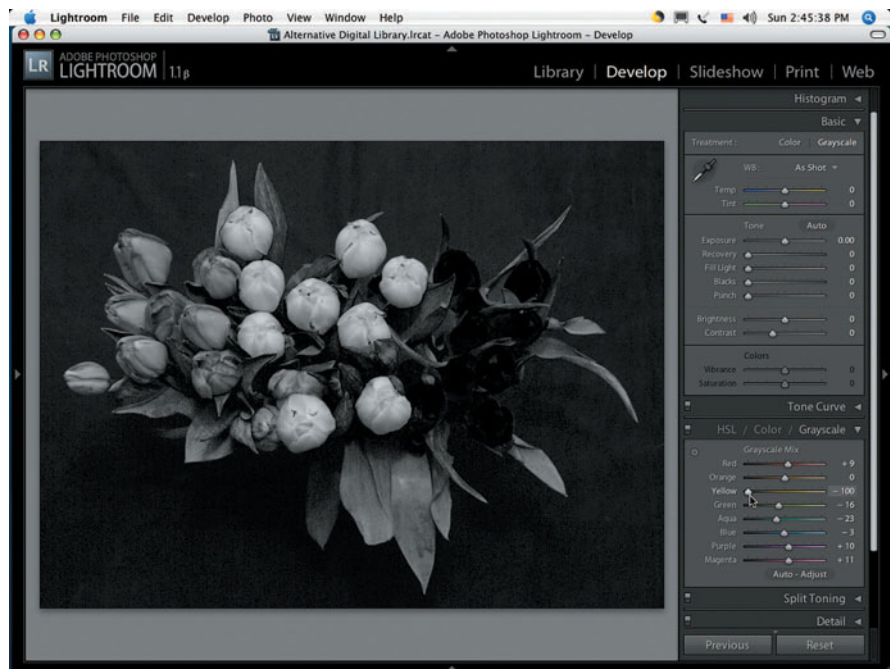 Lightroom File Edit Develop Photo View Window Help Sun 2:45:38 PM
Alternative Digital Library.lrcat – Adobe Photoshop Lightroom – Develop
LR
ADOBE PHOTOSHOP
LIGHTROOM 1.1 β
Library | Develop | Slideshow | Print | Web
Histogram
Basic
Treatment : Color Grayscale
WB : As Shot
Temp 0
Tint 0
Tone Auto
Exposure 0.00
Recovery 0
Fill Light 0
Blacks 0
Punch 0
Brightness 0
Contrast 0
Colors
Vibrance 0
Saturation 0
Tone Curve
HSL / Color / Grayscale
Grayscale Mix
Red + 9
Orange 0
Yellow – 100
Green – 16
Aqua – 23
Blue – 3
Purple + 10
Magenta + 11
Auto - Adjust
Split Toning
Detail
Previous Reset